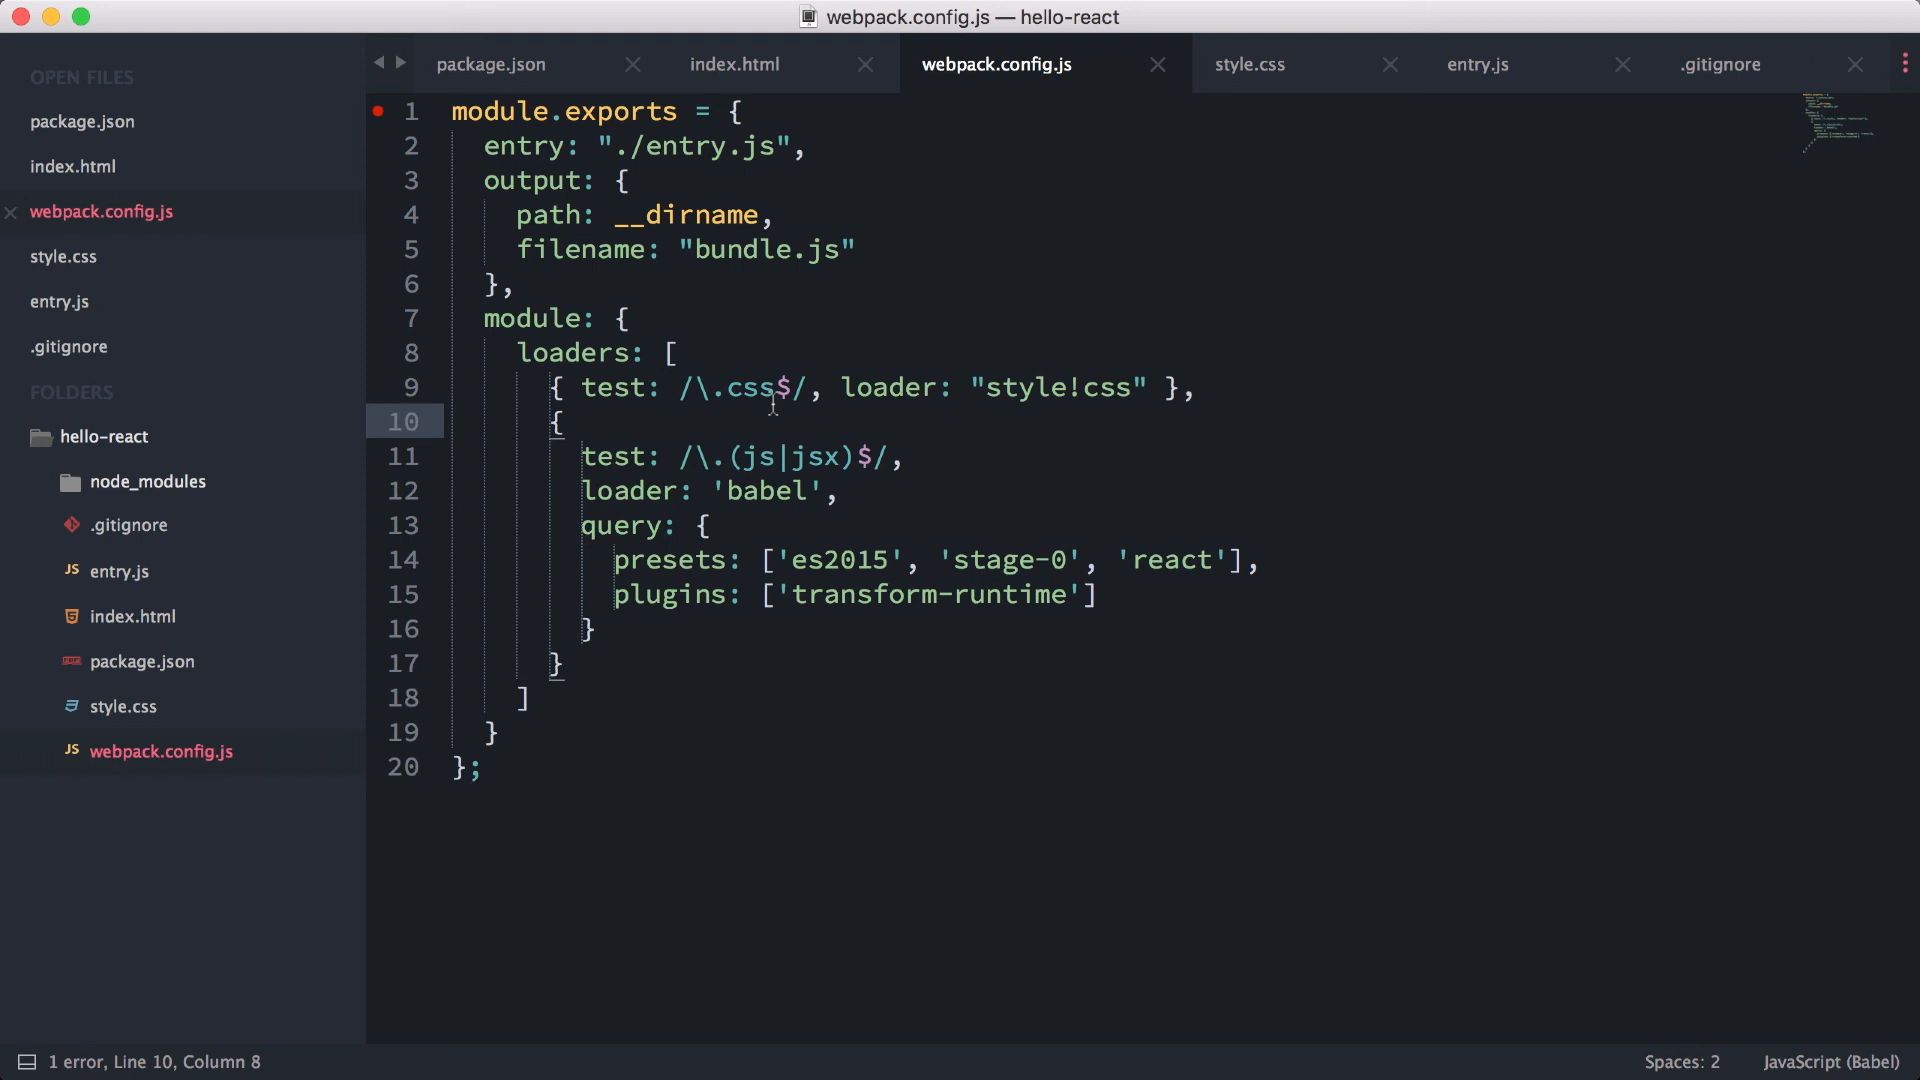 webpack.config.js — hello-react
OPEN FILES
package.json
index.html
webpack.config.js
style.css
entry.js
.gitignore
FOLDERS
hello-react
node_modules
.gitignore
JS entry.js
index.html
package.json
style.css
JS webpack.config.js
package.json index.html webpack.config.js style.css entry.js .gitignore
1 module.exports = {
2   entry: "./entry.js",
3   output: {
4     path: __dirname,
5     filename: "bundle.js"
6   },
7   module: {
8     loaders: [
9       { test: /\.css$/, loader: "style!css" },
10       {
11         test: /\.(js|jsx)$/,
12         loader: 'babel',
13         query: {
14           presets: ['es2015', 'stage-0', 'react'],
15           plugins: ['transform-runtime']
16         }
17       }
18     ]
19   }
20 };
1 error, Line 10, Column 8 Spaces: 2 JavaScript (Babel)